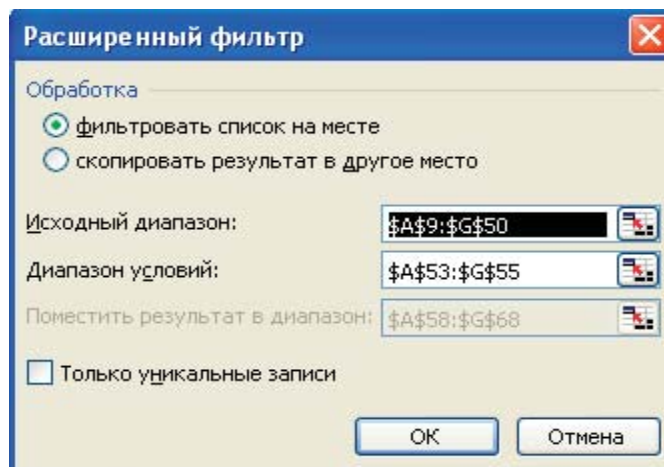 Расширенный фильтр
Обработка
фильтровать список на месте
скопировать результат в другое место
Исходный диапазон: $A$9:$G$50
Диапазон условий: $A$53:$G$55
Поместить результат в диапазон: $A$58:$G$68
Только уникальные записи
ОК Отмена